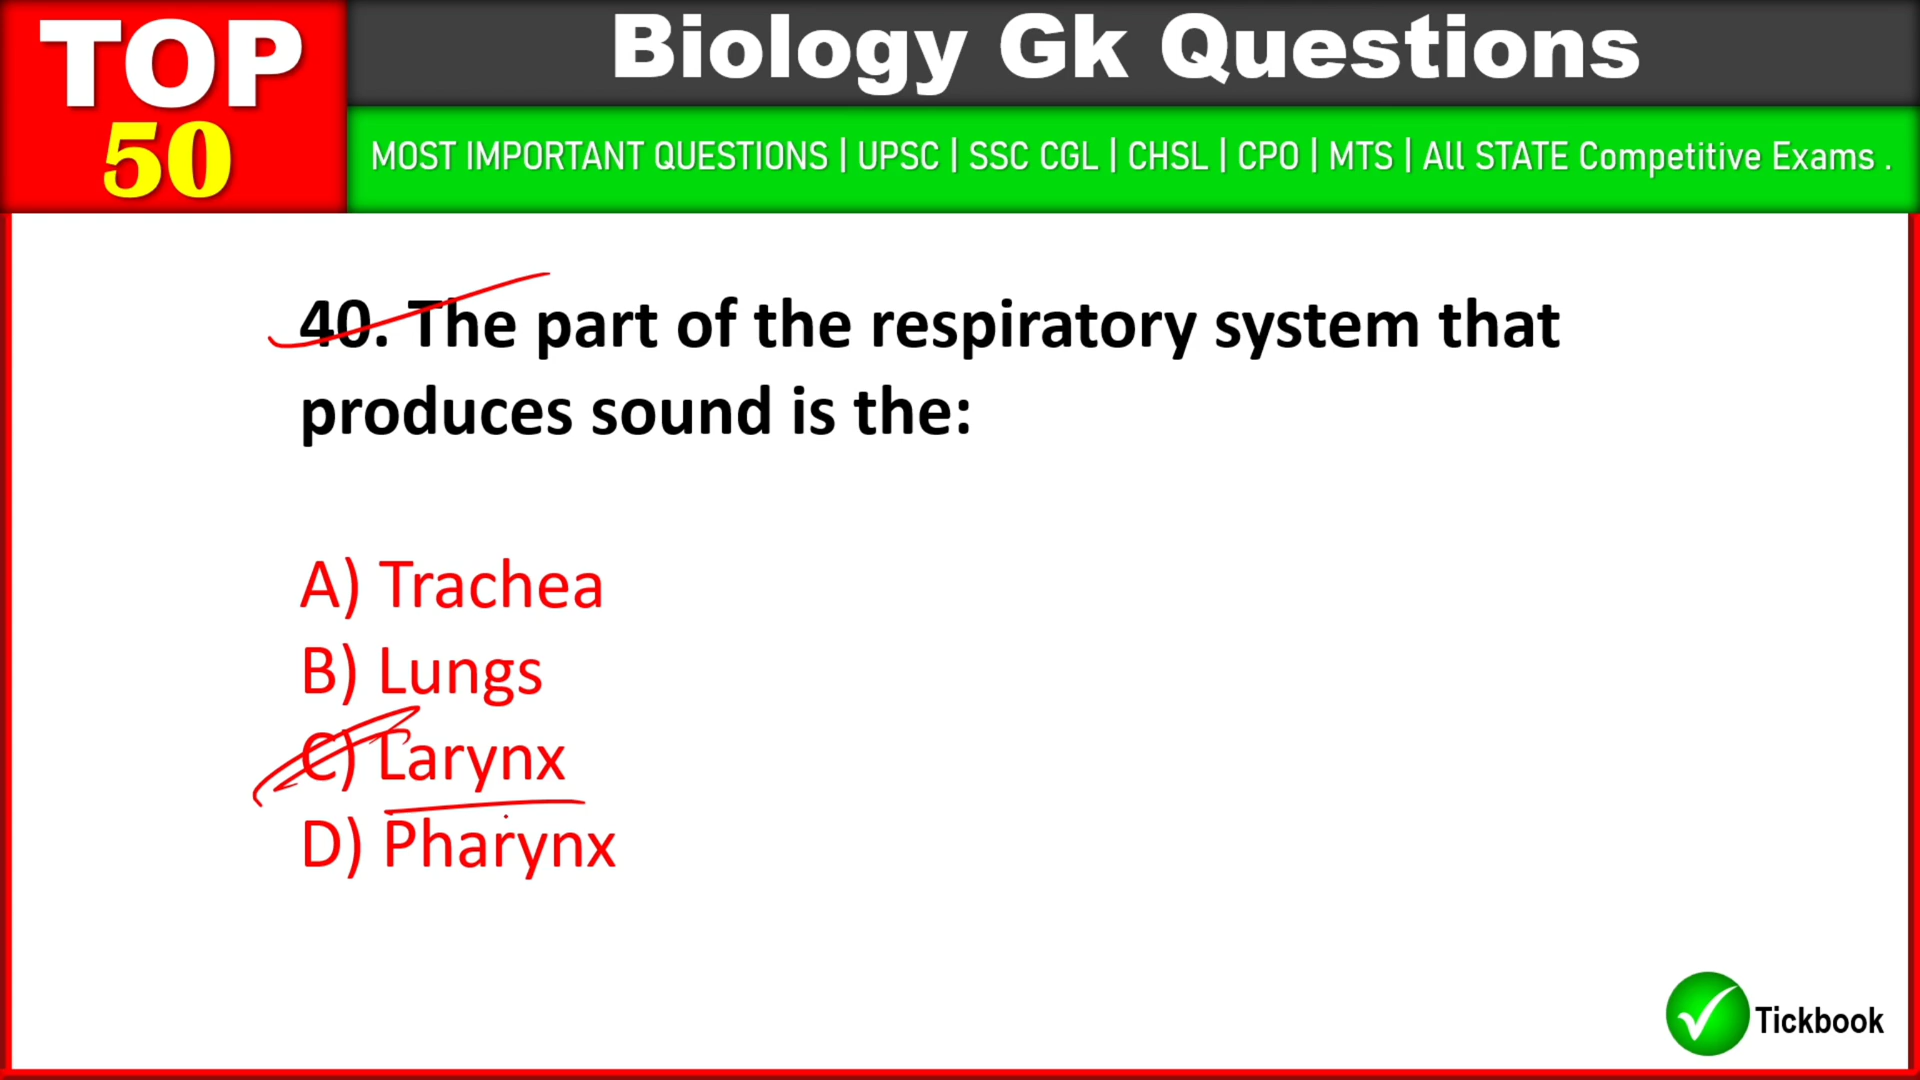 TOP
50
Biology Gk Questions
MOST IMPORTANT QUESTIONS | UPSC | SSC CGL | CHSL | CPO | MTS | All STATE Competitive Exams .
40. The part of the respiratory system that
produces sound is the:
A) Trachea
B) Lungs
C) Larynx
D) Pharynx
Tickbook